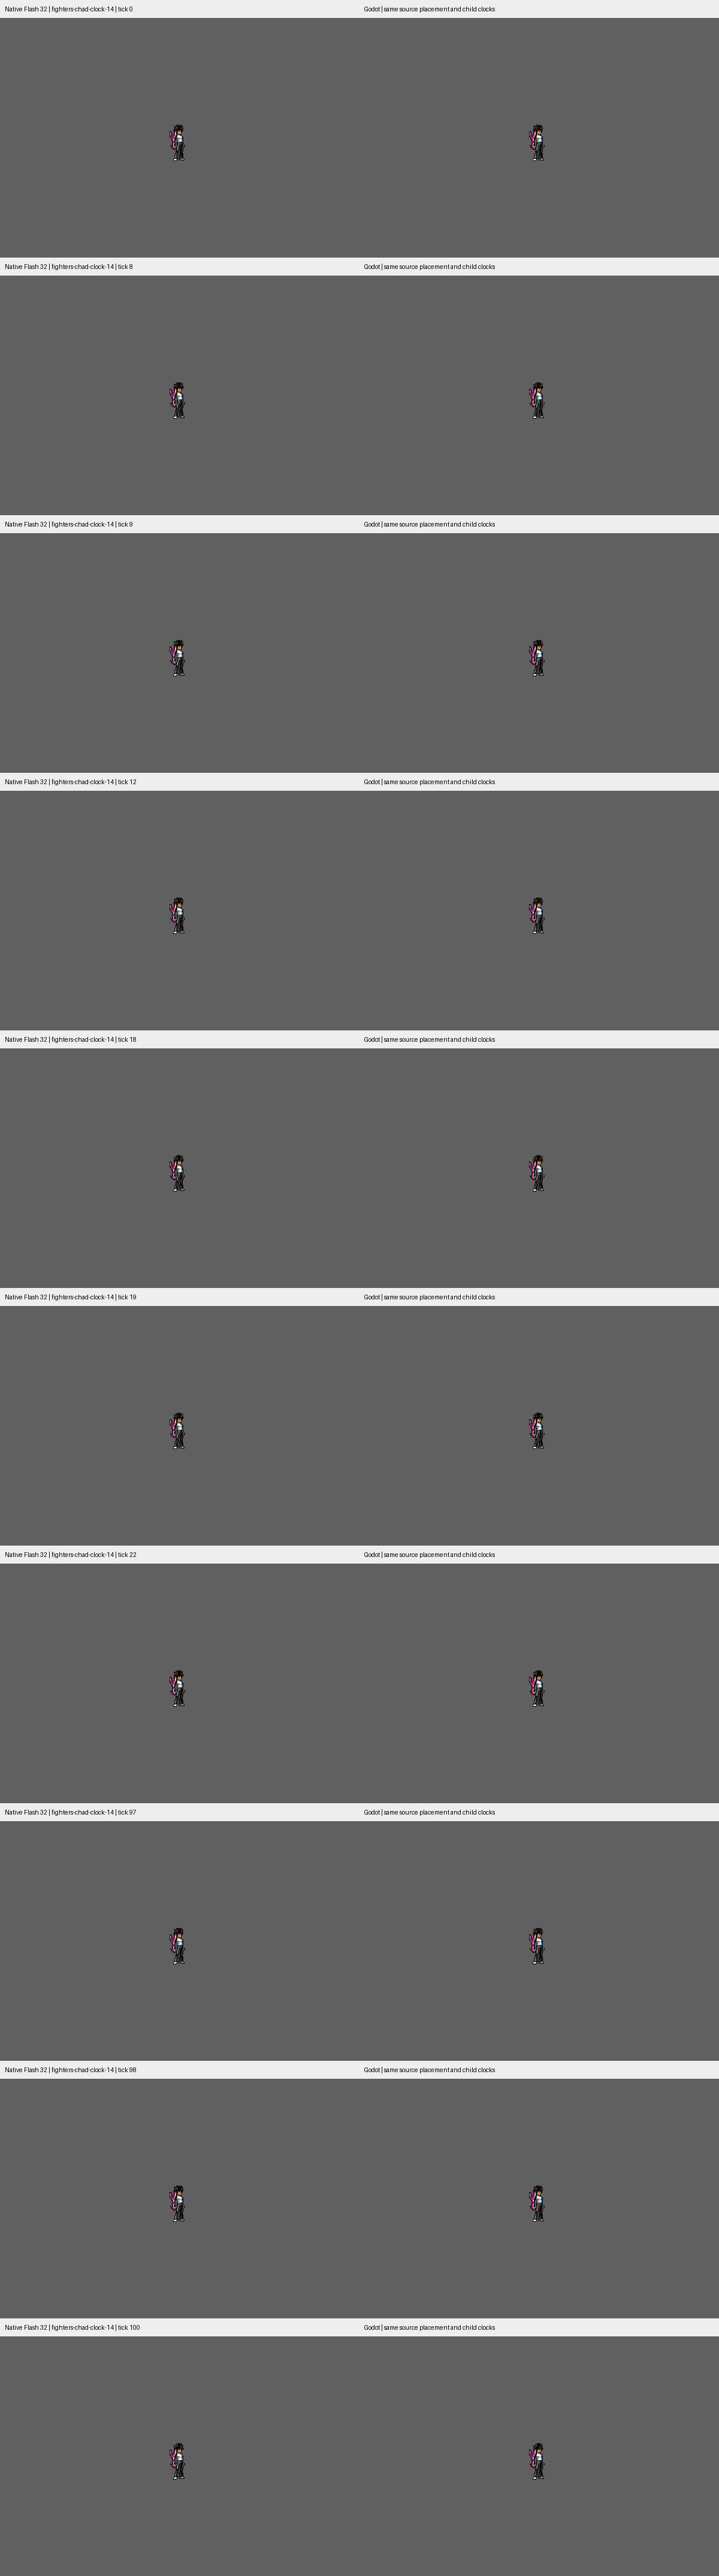 Native Flash 32 | fighters-chad-clock-14 | tick 0
Godot | same source placement and child clocks
Native Flash 32 | fighters-chad-clock-14 | tick 8
Godot | same source placement and child clocks
Native Flash 32 | fighters-chad-clock-14 | tick 9
Godot | same source placement and child clocks
Native Flash 32 | fighters-chad-clock-14 | tick 12
Godot | same source placement and child clocks
Native Flash 32 | fighters-chad-clock-14 | tick 18
Godot | same source placement and child clocks
Native Flash 32 | fighters-chad-clock-14 | tick 19
Godot | same source placement and child clocks
Native Flash 32 | fighters-chad-clock-14 | tick 22
Godot | same source placement and child clocks
Native Flash 32 | fighters-chad-clock-14 | tick 97
Godot | same source placement and child clocks
Native Flash 32 | fighters-chad-clock-14 | tick 98
Godot | same source placement and child clocks
Native Flash 32 | fighters-chad-clock-14 | tick 100
Godot | same source placement and child clocks